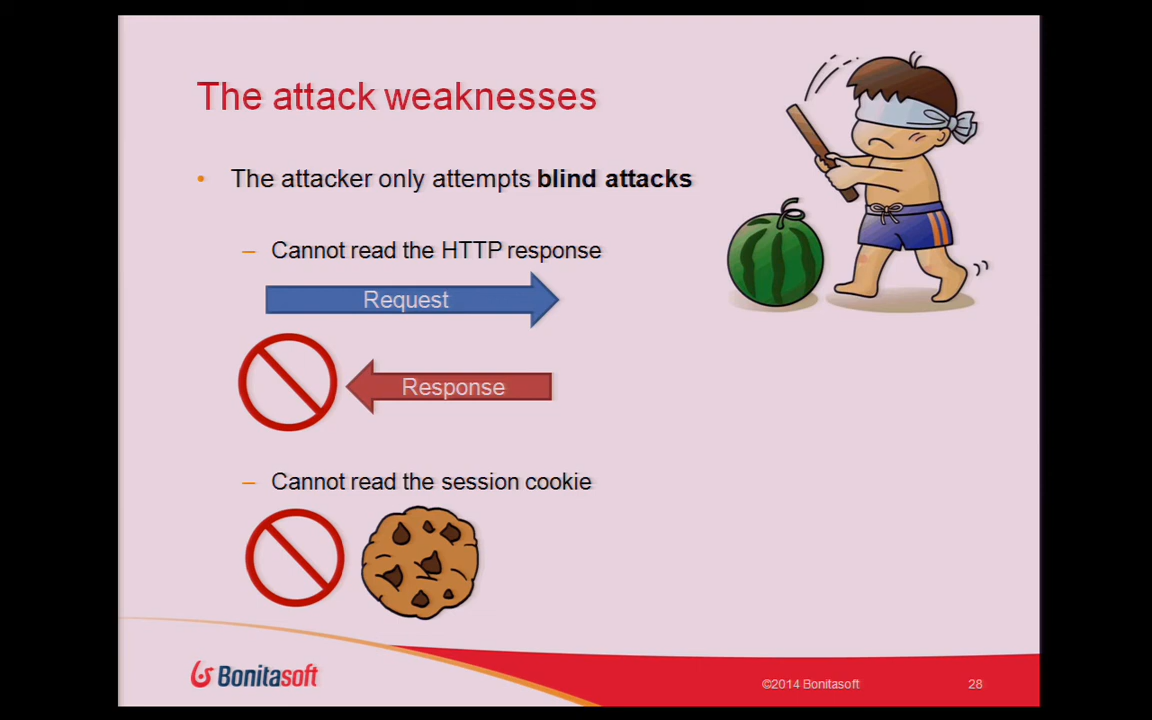 The attack weaknesses
• The attacker only attempts blind attacks
– Cannot read the HTTP response
Request
Response
– Cannot read the session cookie
Bonitasoft
©2014 Bonitasoft
28